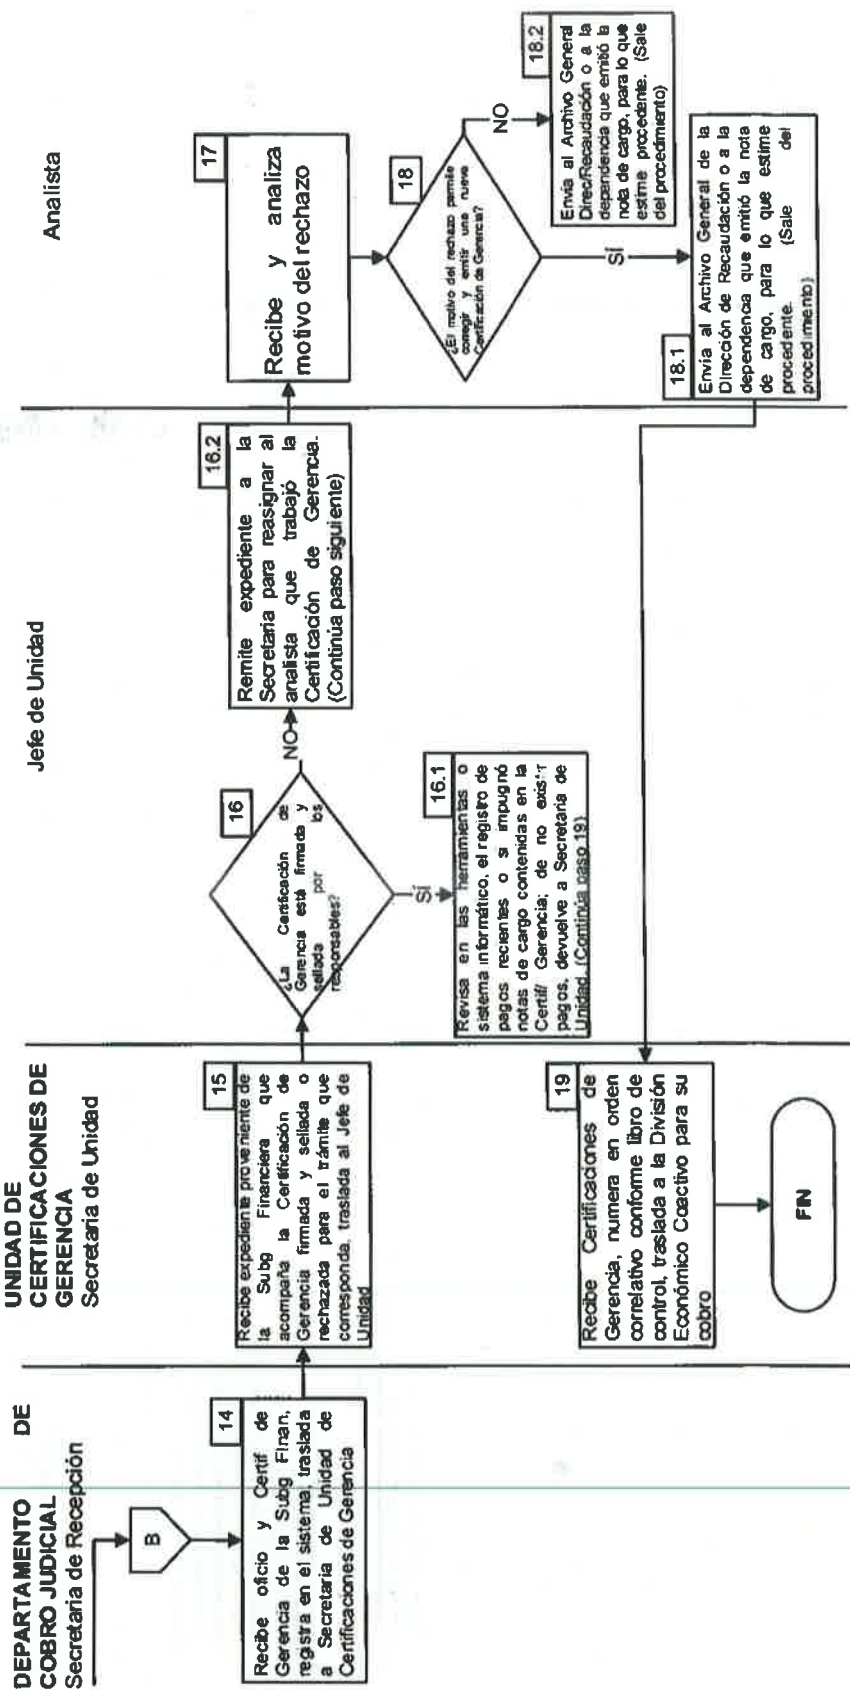 DEPARTAMENTO DE
COBRO JUDICIAL
Secretaria de Recepción
B
14
Recibe oficio y Certif de
Gerencia de la Subg Finan,
registra en el sistema, traslada
a Secretaria de Unidad de
Certificaciones de Gerencia
UNIDAD DE
CERTIFICACIONES DE
GERENCIA
Secretaria de Unidad
15
Recibe expediente proveniente de
la Subg Financiera que
acompaña la Certificación de
Gerencia firmada y sellada o
rechazada para el trámite que
corresponda, traslada al Jefe de
Unidad
19
Recibe Certificaciones de
Gerencia, numera en orden
correlativo conforme libro de
control, traslada a la División
Económico Coactivo para su
cobro
FIN
Jefe de Unidad
16
¿La Certificación de
Gerencia está firmada y
sellada por los
responsables?
NO
SÍ
16.1
Revisa en las herramientas o
sistema informático, el registro de
pagos recientes o si impugnó
notas de cargo contenidas en la
Certif/ Gerencia; de no existir
pagos, devuelve a Secretaria de
Unidad. (Continúa paso 19)
16.2
Remite expediente a la
Secretaria para reasignar al
analista que trabajó la
Certificación de Gerencia.
(Continúa paso siguiente)
Analista
17
Recibe y analiza
motivo del rechazo
18
¿El motivo del rechazo permite
corregir y emitir una nueva
Certificación de Gerencia?
NO
SÍ
18.2
Envía al Archivo General
Direc/Recaudación o a la
dependencia que emitió la
nota de cargo, para lo que
estime procedente. (Sale
del procedimiento)
18.1
Envía al Archivo General de la
Dirección de Recaudación o a la
dependencia que emitió la nota
de cargo, para lo que estime
procedente. (Sale del
procedimiento)